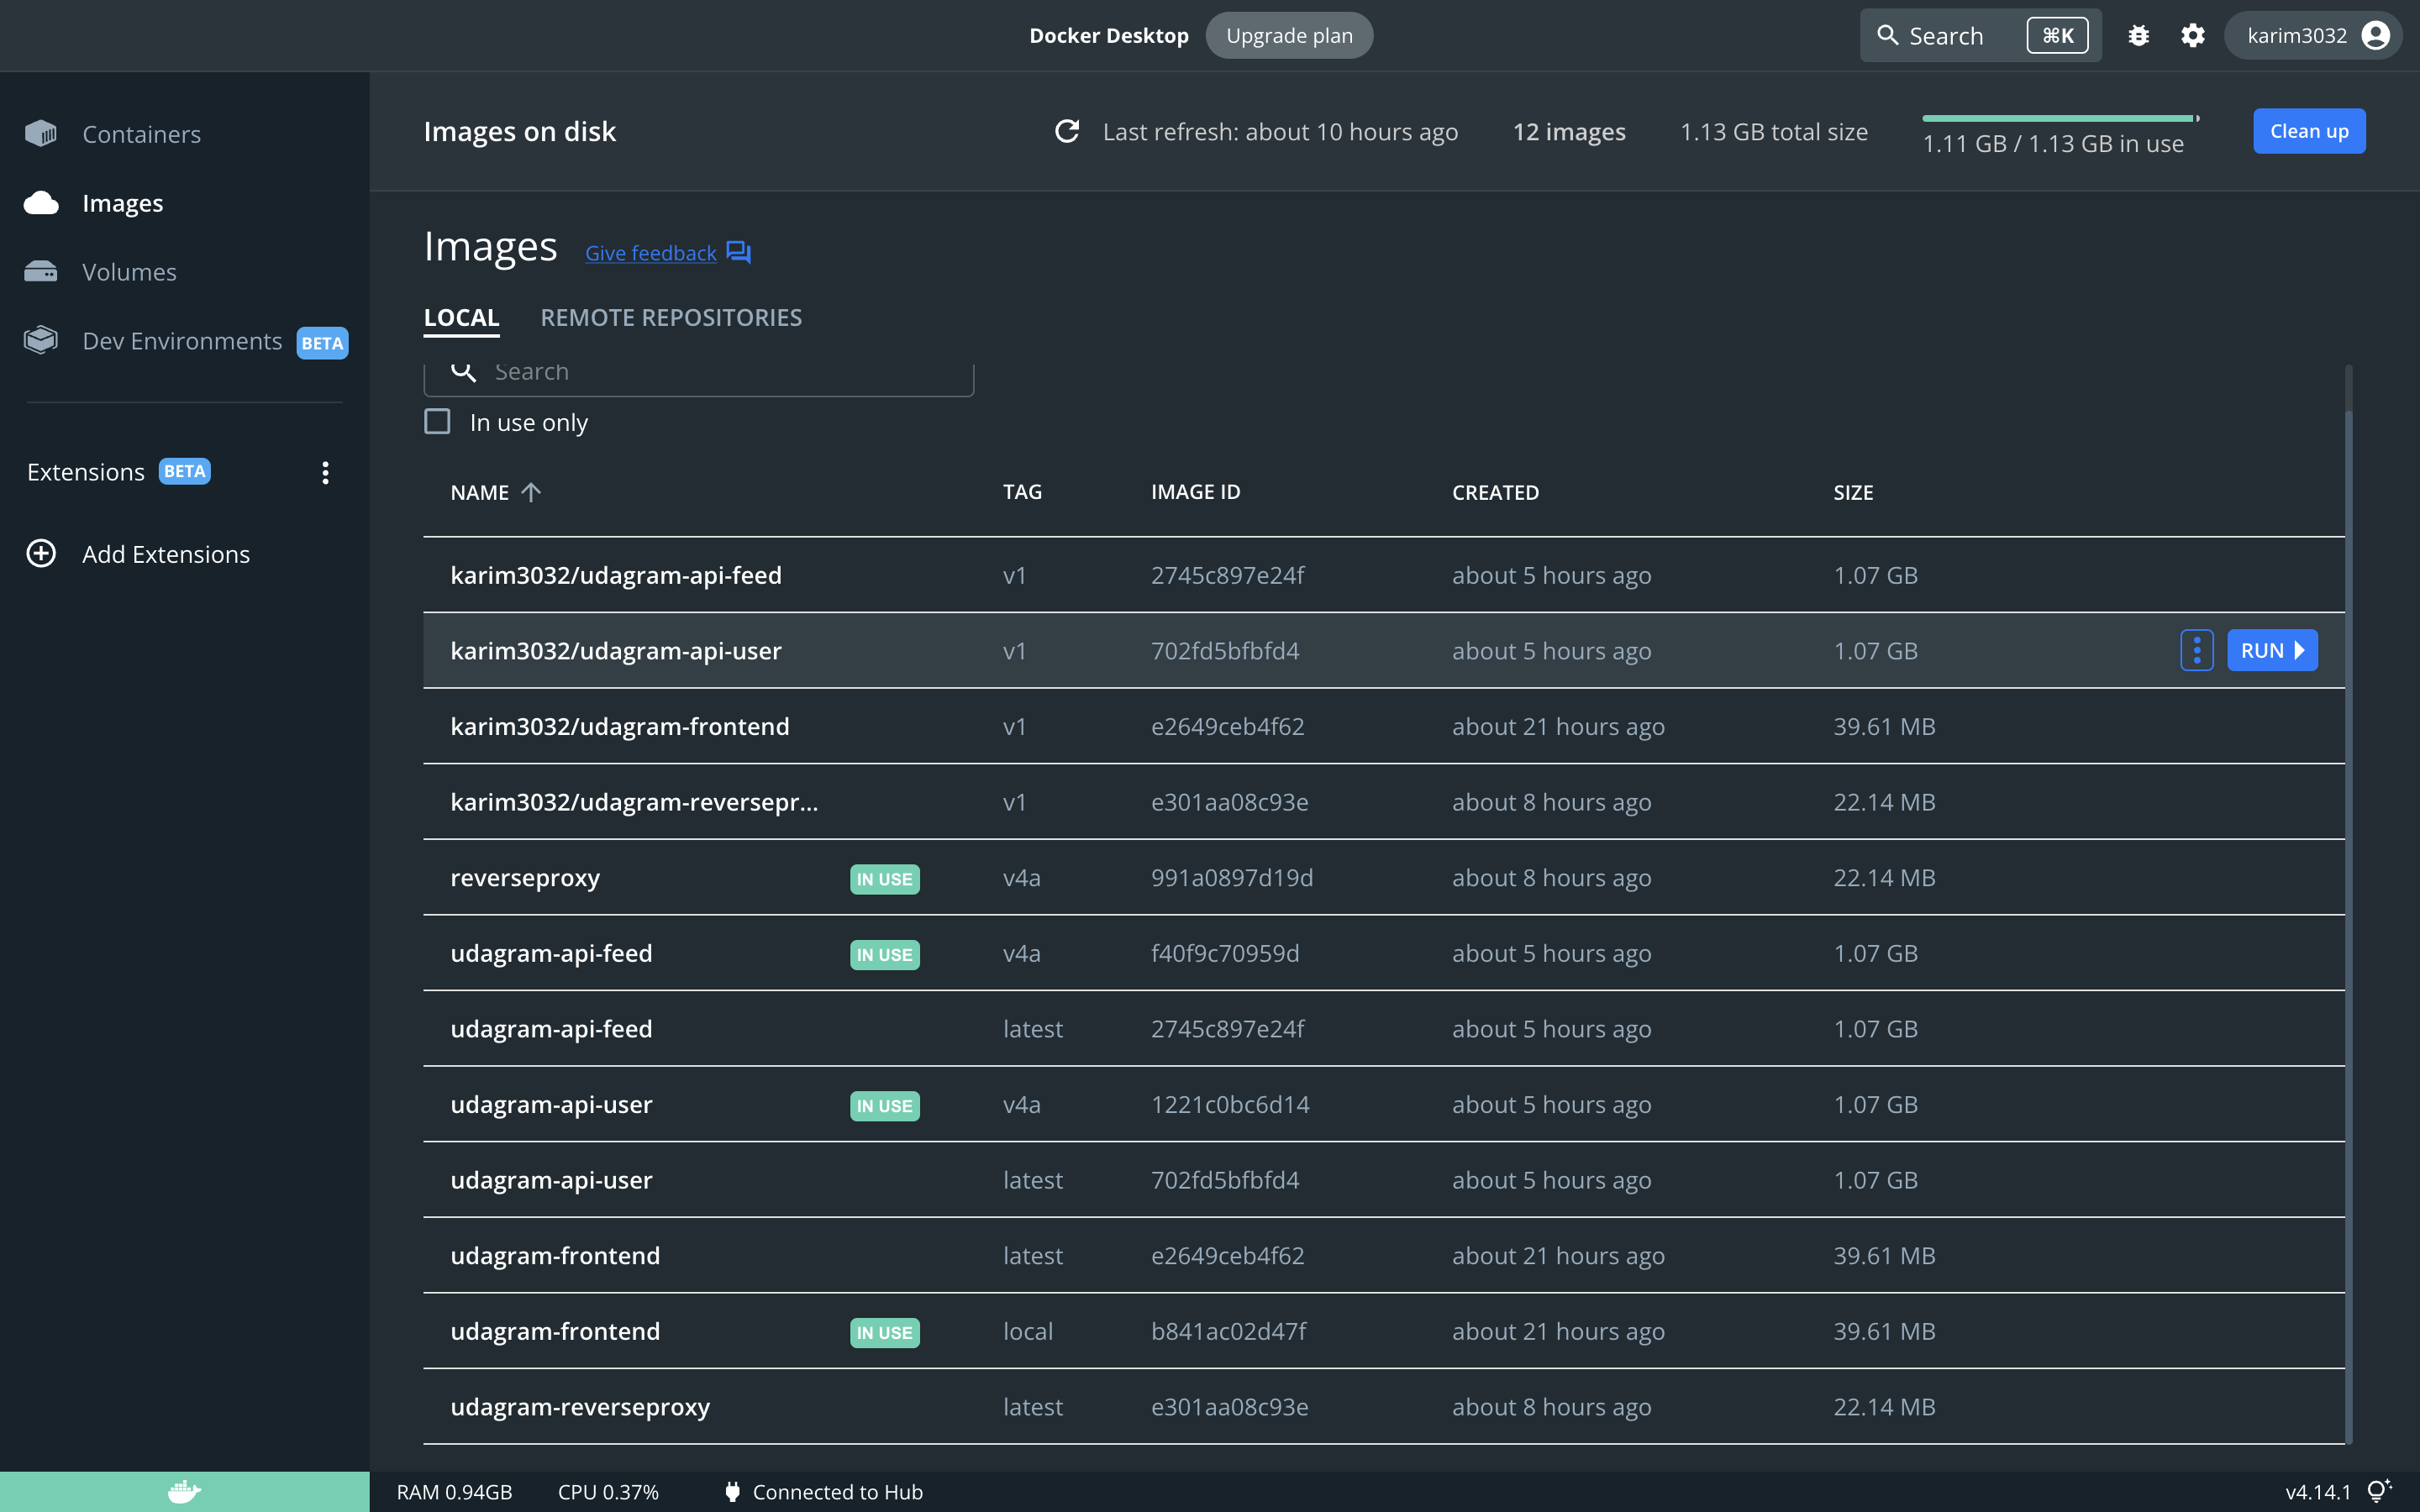 Docker Desktop Upgrade plan Search ⌘K karim3032
Containers
Images
Volumes
Dev Environments BETA
Extensions BETA
Add Extensions
Images on disk Last refresh: about 10 hours ago 12 images 1.13 GB total size 1.11 GB / 1.13 GB in use Clean up
Images Give feedback
LOCAL REMOTE REPOSITORIES
Search
In use only
NAME TAG IMAGE ID CREATED SIZE
karim3032/udagram-api-feed v1 2745c897e24f about 5 hours ago 1.07 GB
karim3032/udagram-api-user v1 702fd5bfbfd4 about 5 hours ago 1.07 GB RUN
karim3032/udagram-frontend v1 e2649ceb4f62 about 21 hours ago 39.61 MB
karim3032/udagram-reversepr... v1 e301aa08c93e about 8 hours ago 22.14 MB
reverseproxy IN USE v4a 991a0897d19d about 8 hours ago 22.14 MB
udagram-api-feed IN USE v4a f40f9c70959d about 5 hours ago 1.07 GB
udagram-api-feed latest 2745c897e24f about 5 hours ago 1.07 GB
udagram-api-user IN USE v4a 1221c0bc6d14 about 5 hours ago 1.07 GB
udagram-api-user latest 702fd5bfbfd4 about 5 hours ago 1.07 GB
udagram-frontend latest e2649ceb4f62 about 21 hours ago 39.61 MB
udagram-frontend IN USE local b841ac02d47f about 21 hours ago 39.61 MB
udagram-reverseproxy latest e301aa08c93e about 8 hours ago 22.14 MB
RAM 0.94GB CPU 0.37% Connected to Hub v4.14.1